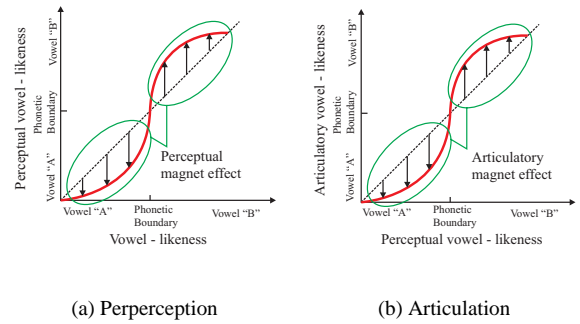 Perceptual vowel - likeness
Vowel “B”
Phonetic
Boundary
Vowel “A”
Perceptual
magnet effect
Vowel “A”
Phonetic
Boundary
Vowel “B”
Vowel - likeness
(a) Perperception
Articulatory vowel - likeness
Vowel “B”
Phonetic
Boundary
Vowel “A”
Articulatory
magnet effect
Vowel “A”
Phonetic
Boundary
Vowel “B”
Perceptual vowel - likeness
(b) Articulation